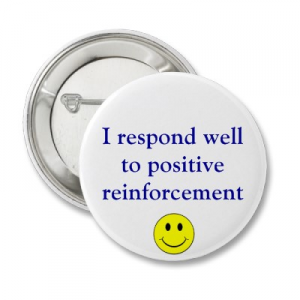 I respond well
to positive
reinforcement